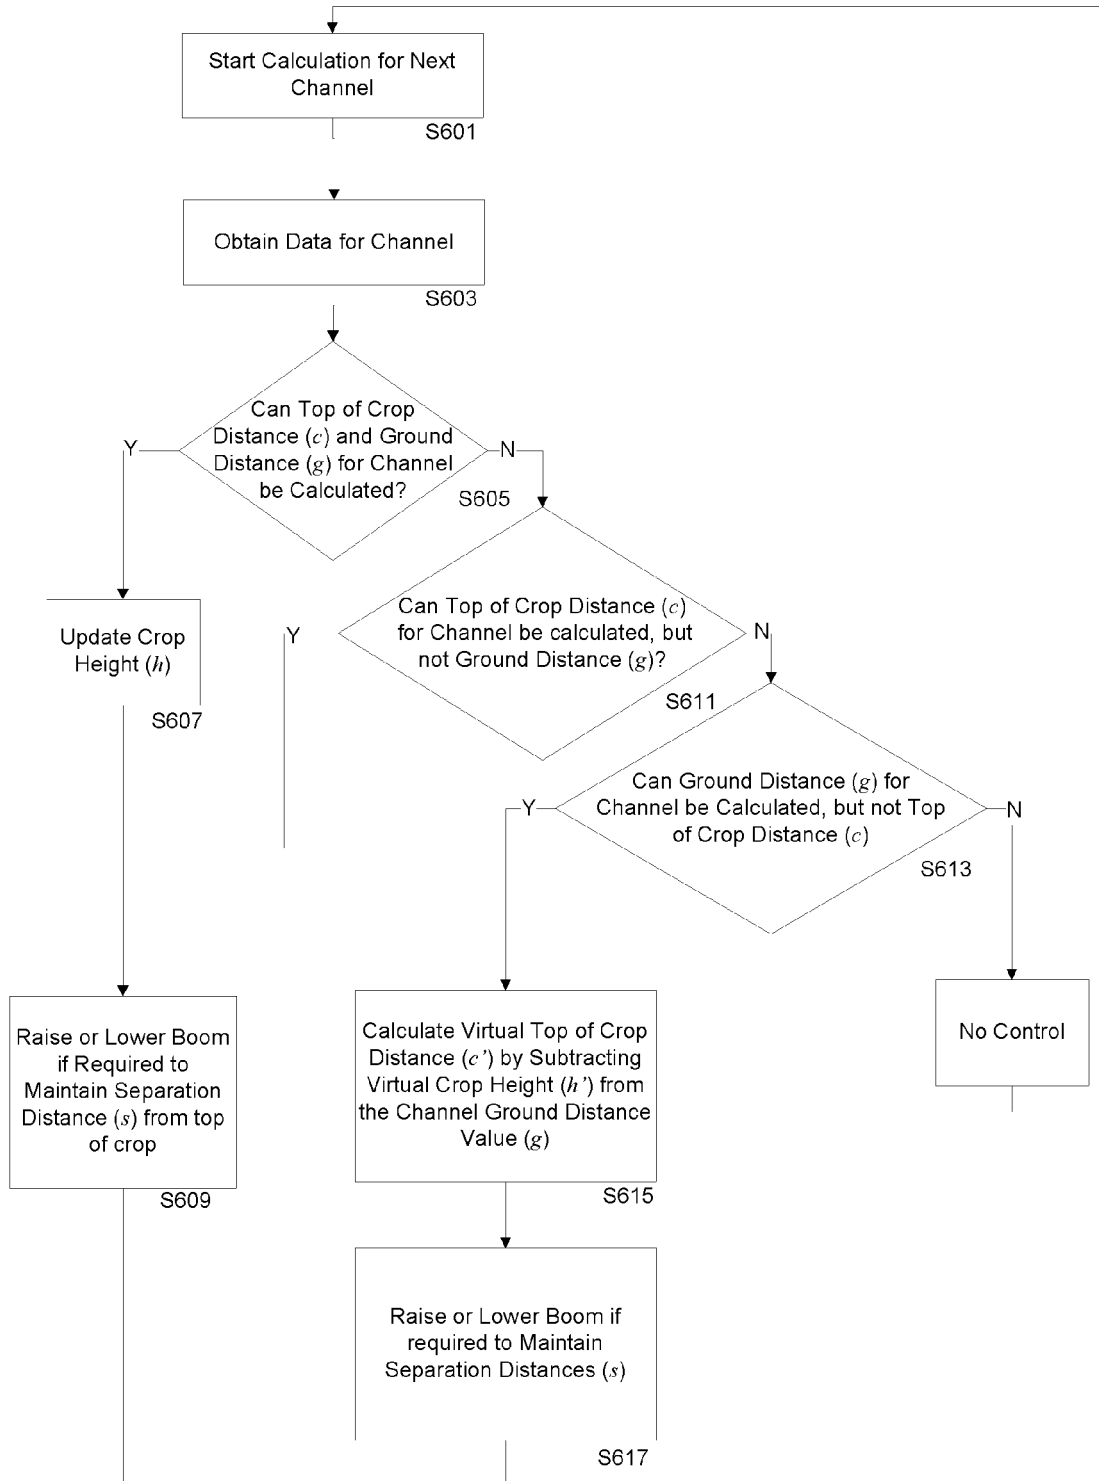 Start Calculation for Next
Channel
S601
Obtain Data for Channel
S603
Can Top of Crop
Distance (c) and Ground
Distance (g) for Channel
be Calculated?
Y
N
S605
Update Crop
Height (h)
S607
Can Top of Crop Distance (c)
for Channel be calculated, but
not Ground Distance (g)?
Y
N
S611
Can Ground Distance (g) for
Channel be Calculated, but not Top
of Crop Distance (c)
Y
N
S613
Raise or Lower Boom
if Required to
Maintain Separation
Distance (s) from top
of crop
S609
Calculate Virtual Top of Crop
Distance (c’) by Subtracting
Virtual Crop Height (h’) from
the Channel Ground Distance
Value (g)
S615
No Control
Raise or Lower Boom if
required to Maintain
Separation Distances (s)
S617